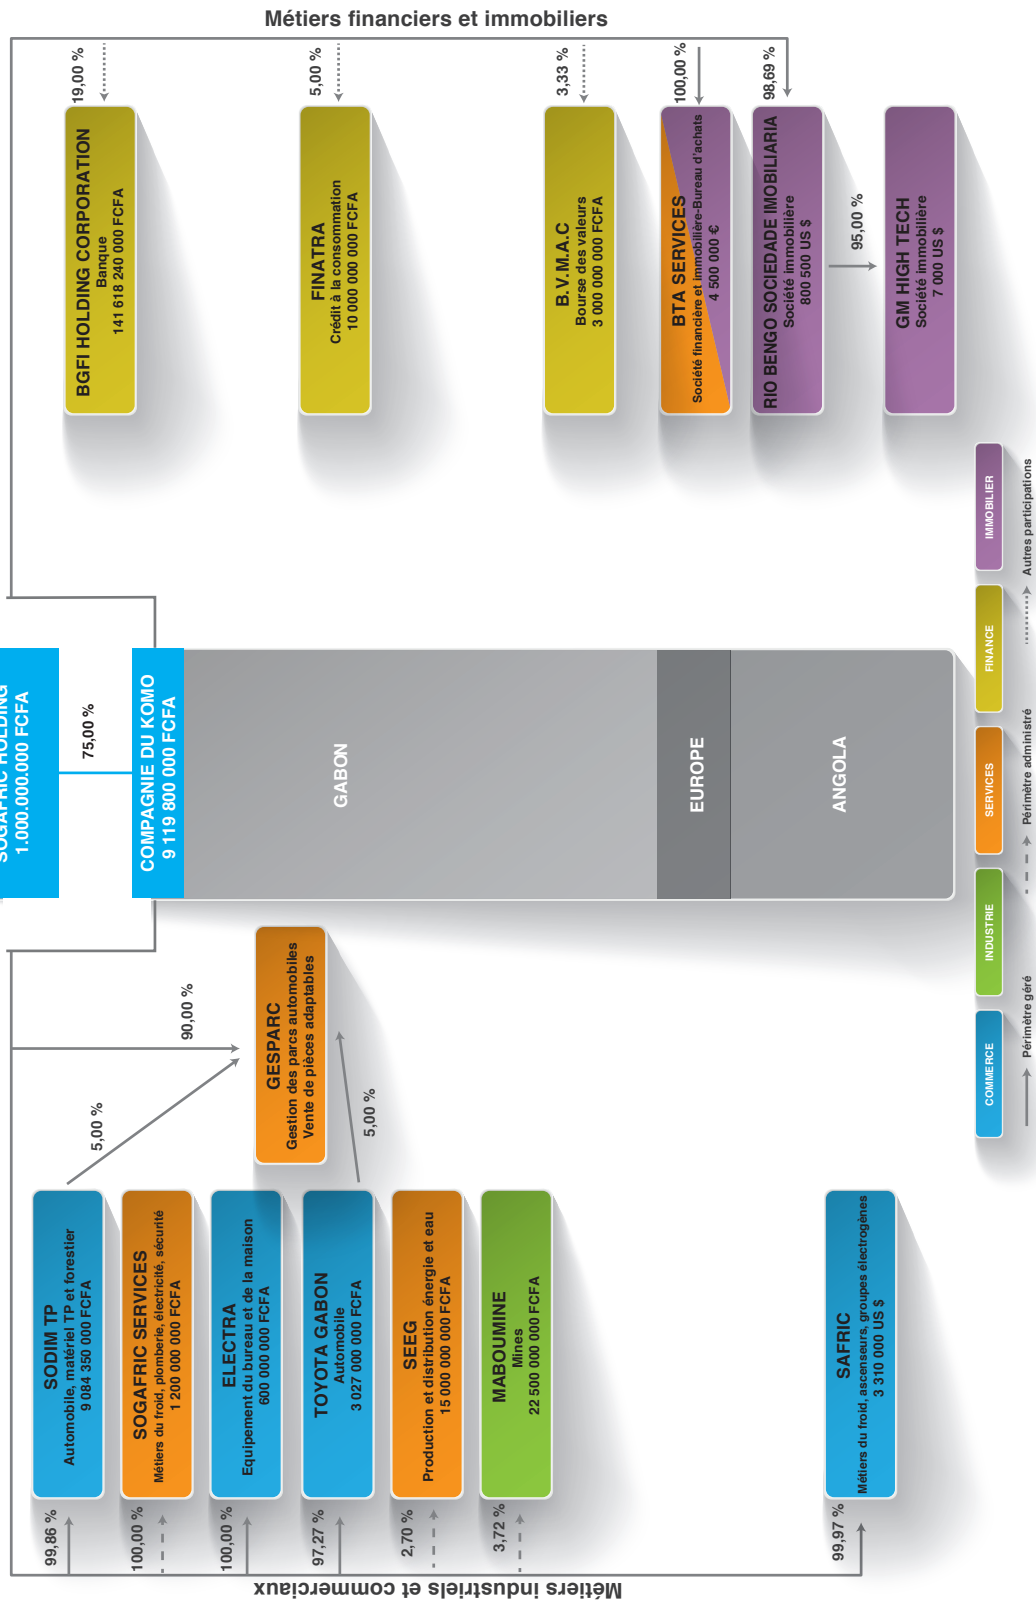 SOGAFRIC HOLDING
1.000.000.000 FCFA
75,00 %
COMPAGNIE DU KOMO
9 119 800 000 FCFA
Métiers industriels et commerciaux
99,86 %
SODIM TP
Automobile, matériel TP et forestier
9 084 350 000 FCFA
100,00 %
SOGAFRIC SERVICES
Métiers du froid, plomberie, électricité, sécurité
1 200 000 000 FCFA
100,00 %
ELECTRA
Equipement du bureau et de la maison
600 000 000 FCFA
97,27 %
TOYOTA GABON
Automobile
3 027 000 000 FCFA
2,70 %
SEEG
Production et distribution énergie et eau
15 000 000 000 FCFA
3,72 %
MABOUMINE
Mines
22 500 000 000 FCFA
99,97 %
SAFRIC
Métiers du froid, ascenseurs, groupes électrogènes
3 310 000 US $
5,00 %
90,00 %
GESPARC
Gestion des parcs automobiles
Vente de pièces adaptables
5,00 %
GABON
EUROPE
ANGOLA
Métiers financiers et immobiliers
19,00 %
BGFI HOLDING CORPORATION
Banque
141 618 240 000 FCFA
5,00 %
FINATRA
Crédit à la consommation
10 000 000 000 FCFA
3,33 %
B.V.M.A.C
Bourse des valeurs
3 000 000 000 FCFA
100,00 %
BTA SERVICES
Société financière et immobilière-Bureau d'achats
4 500 000 €
98,69 %
RIO BENGO SOCIEDADE IMOBILIARIA
Société immobilière
800 500 US $
95,00 %
GM HIGH TECH
Société immobilière
7 000 US $
COMMERCE
INDUSTRIE
SERVICES
FINANCE
IMMOBILIER
Périmètre géré
Périmètre administré
Autres participations